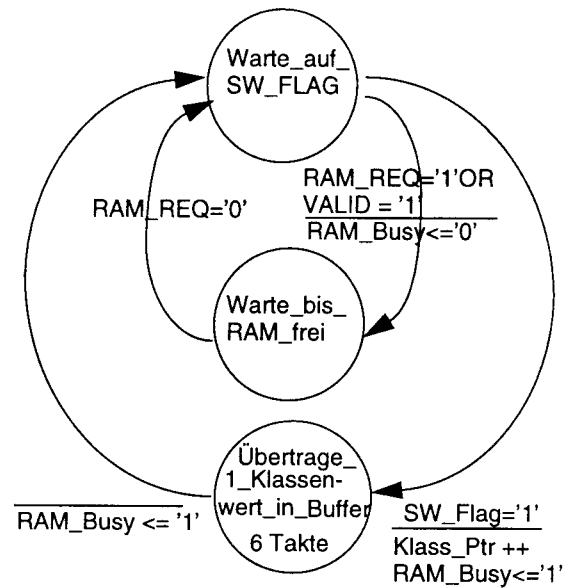 Warte_auf_
SW_FLAG
RAM_REQ='1'OR
VALID = '1'
RAM_Busy<='0'
RAM_REQ='0'
Warte_bis_
RAM_frei
Übertrage_
1_Klassen-
wert_in_Buffer
6 Takte
RAM_Busy <= '1'
SW_Flag='1'
Klass_Ptr ++
RAM_Busy<='1'